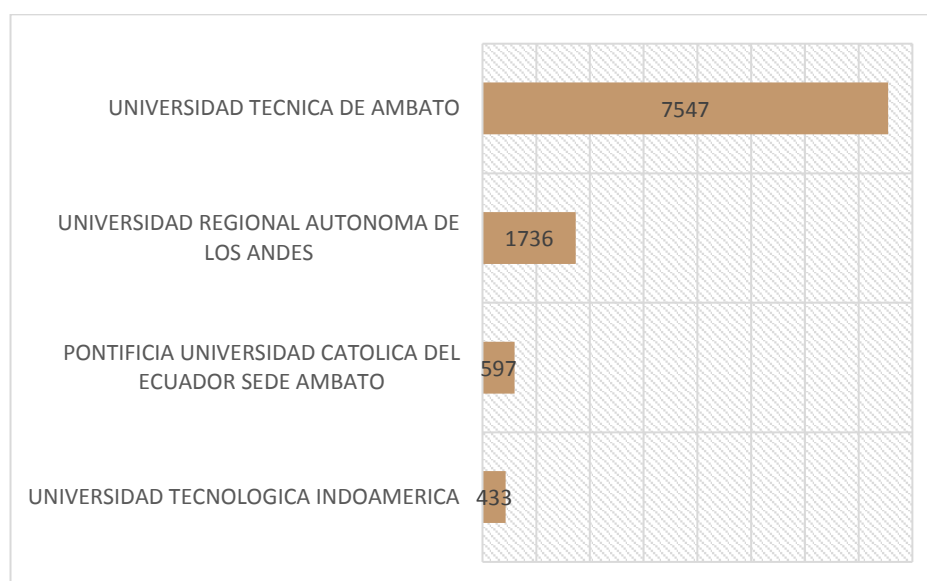 UNIVERSIDAD TECNICA DE AMBATO
7547
UNIVERSIDAD REGIONAL AUTONOMA DE
LOS ANDES
1736
PONTIFICIA UNIVERSIDAD CATOLICA DEL
ECUADOR SEDE AMBATO
597
UNIVERSIDAD TECNOLOGICA INDOAMERICA
433